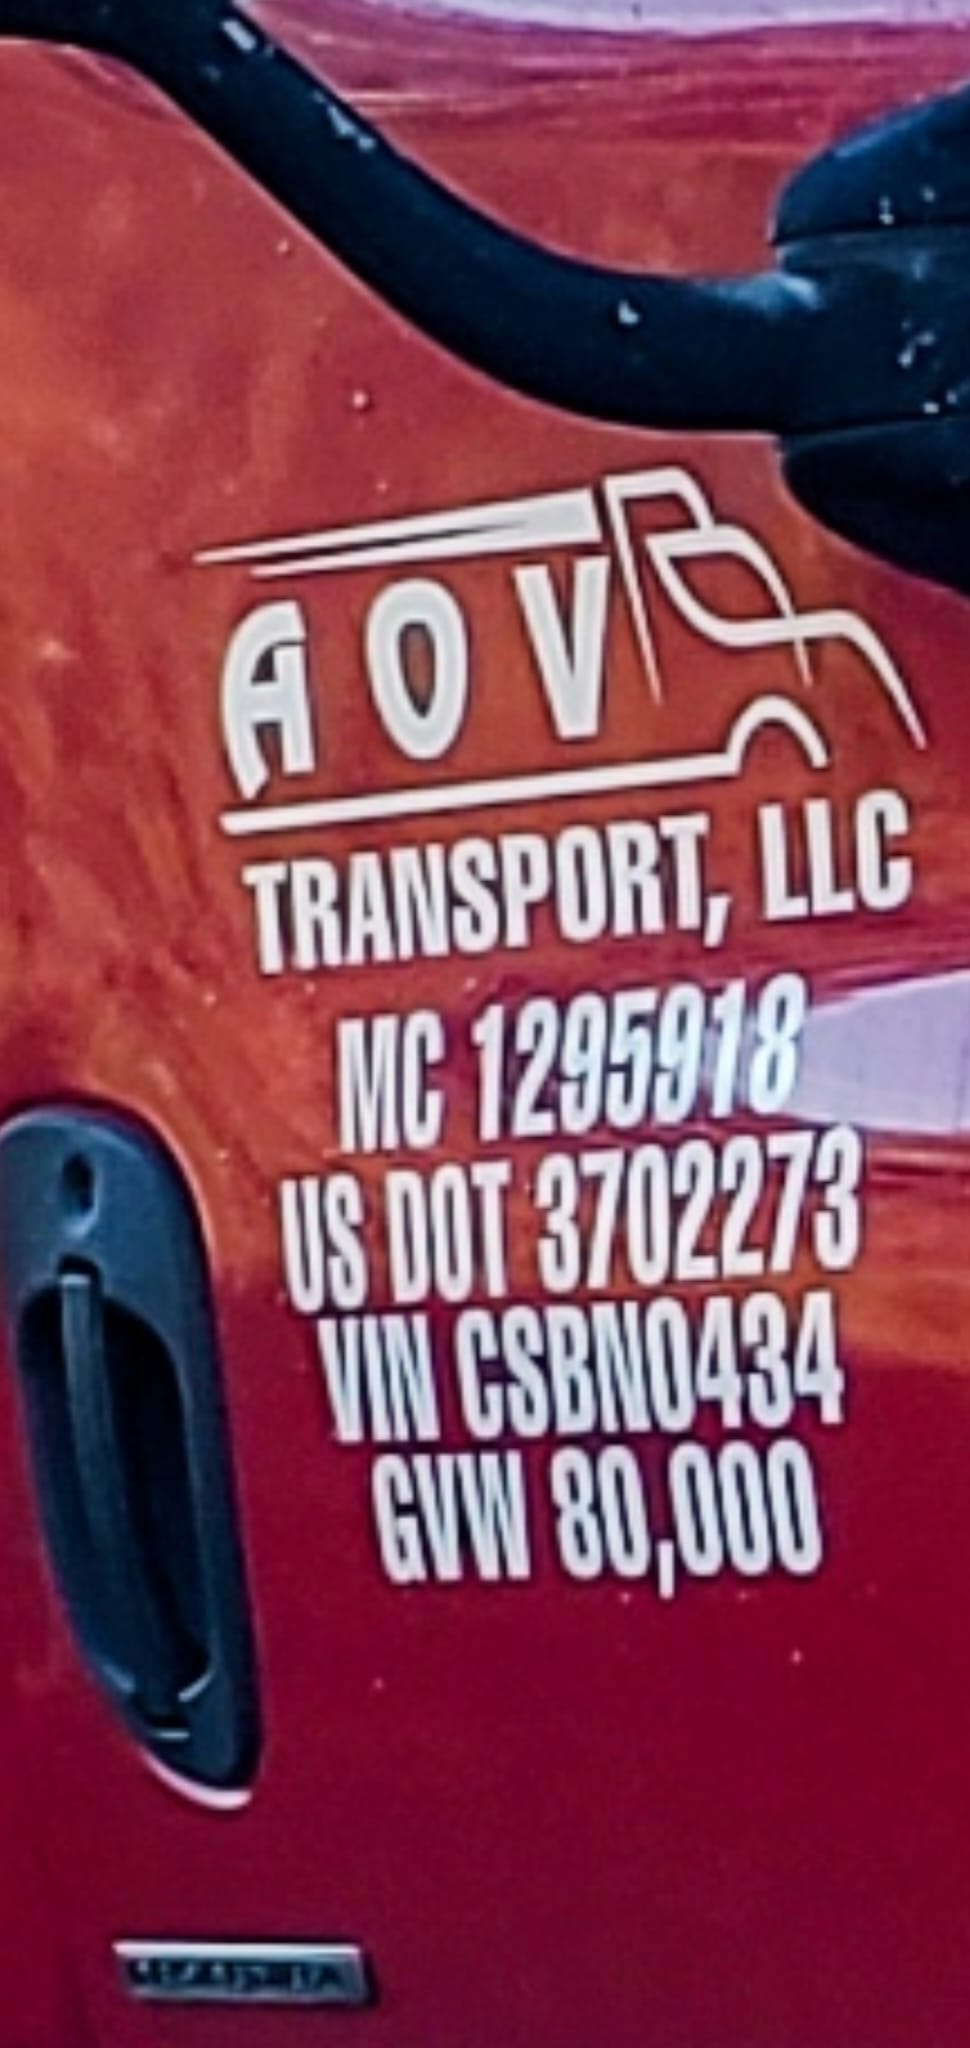 AOV
TRANSPORT, LLC
MC 1295918
US DOT 3702273
VIN CSBN0434
GVW 80,000